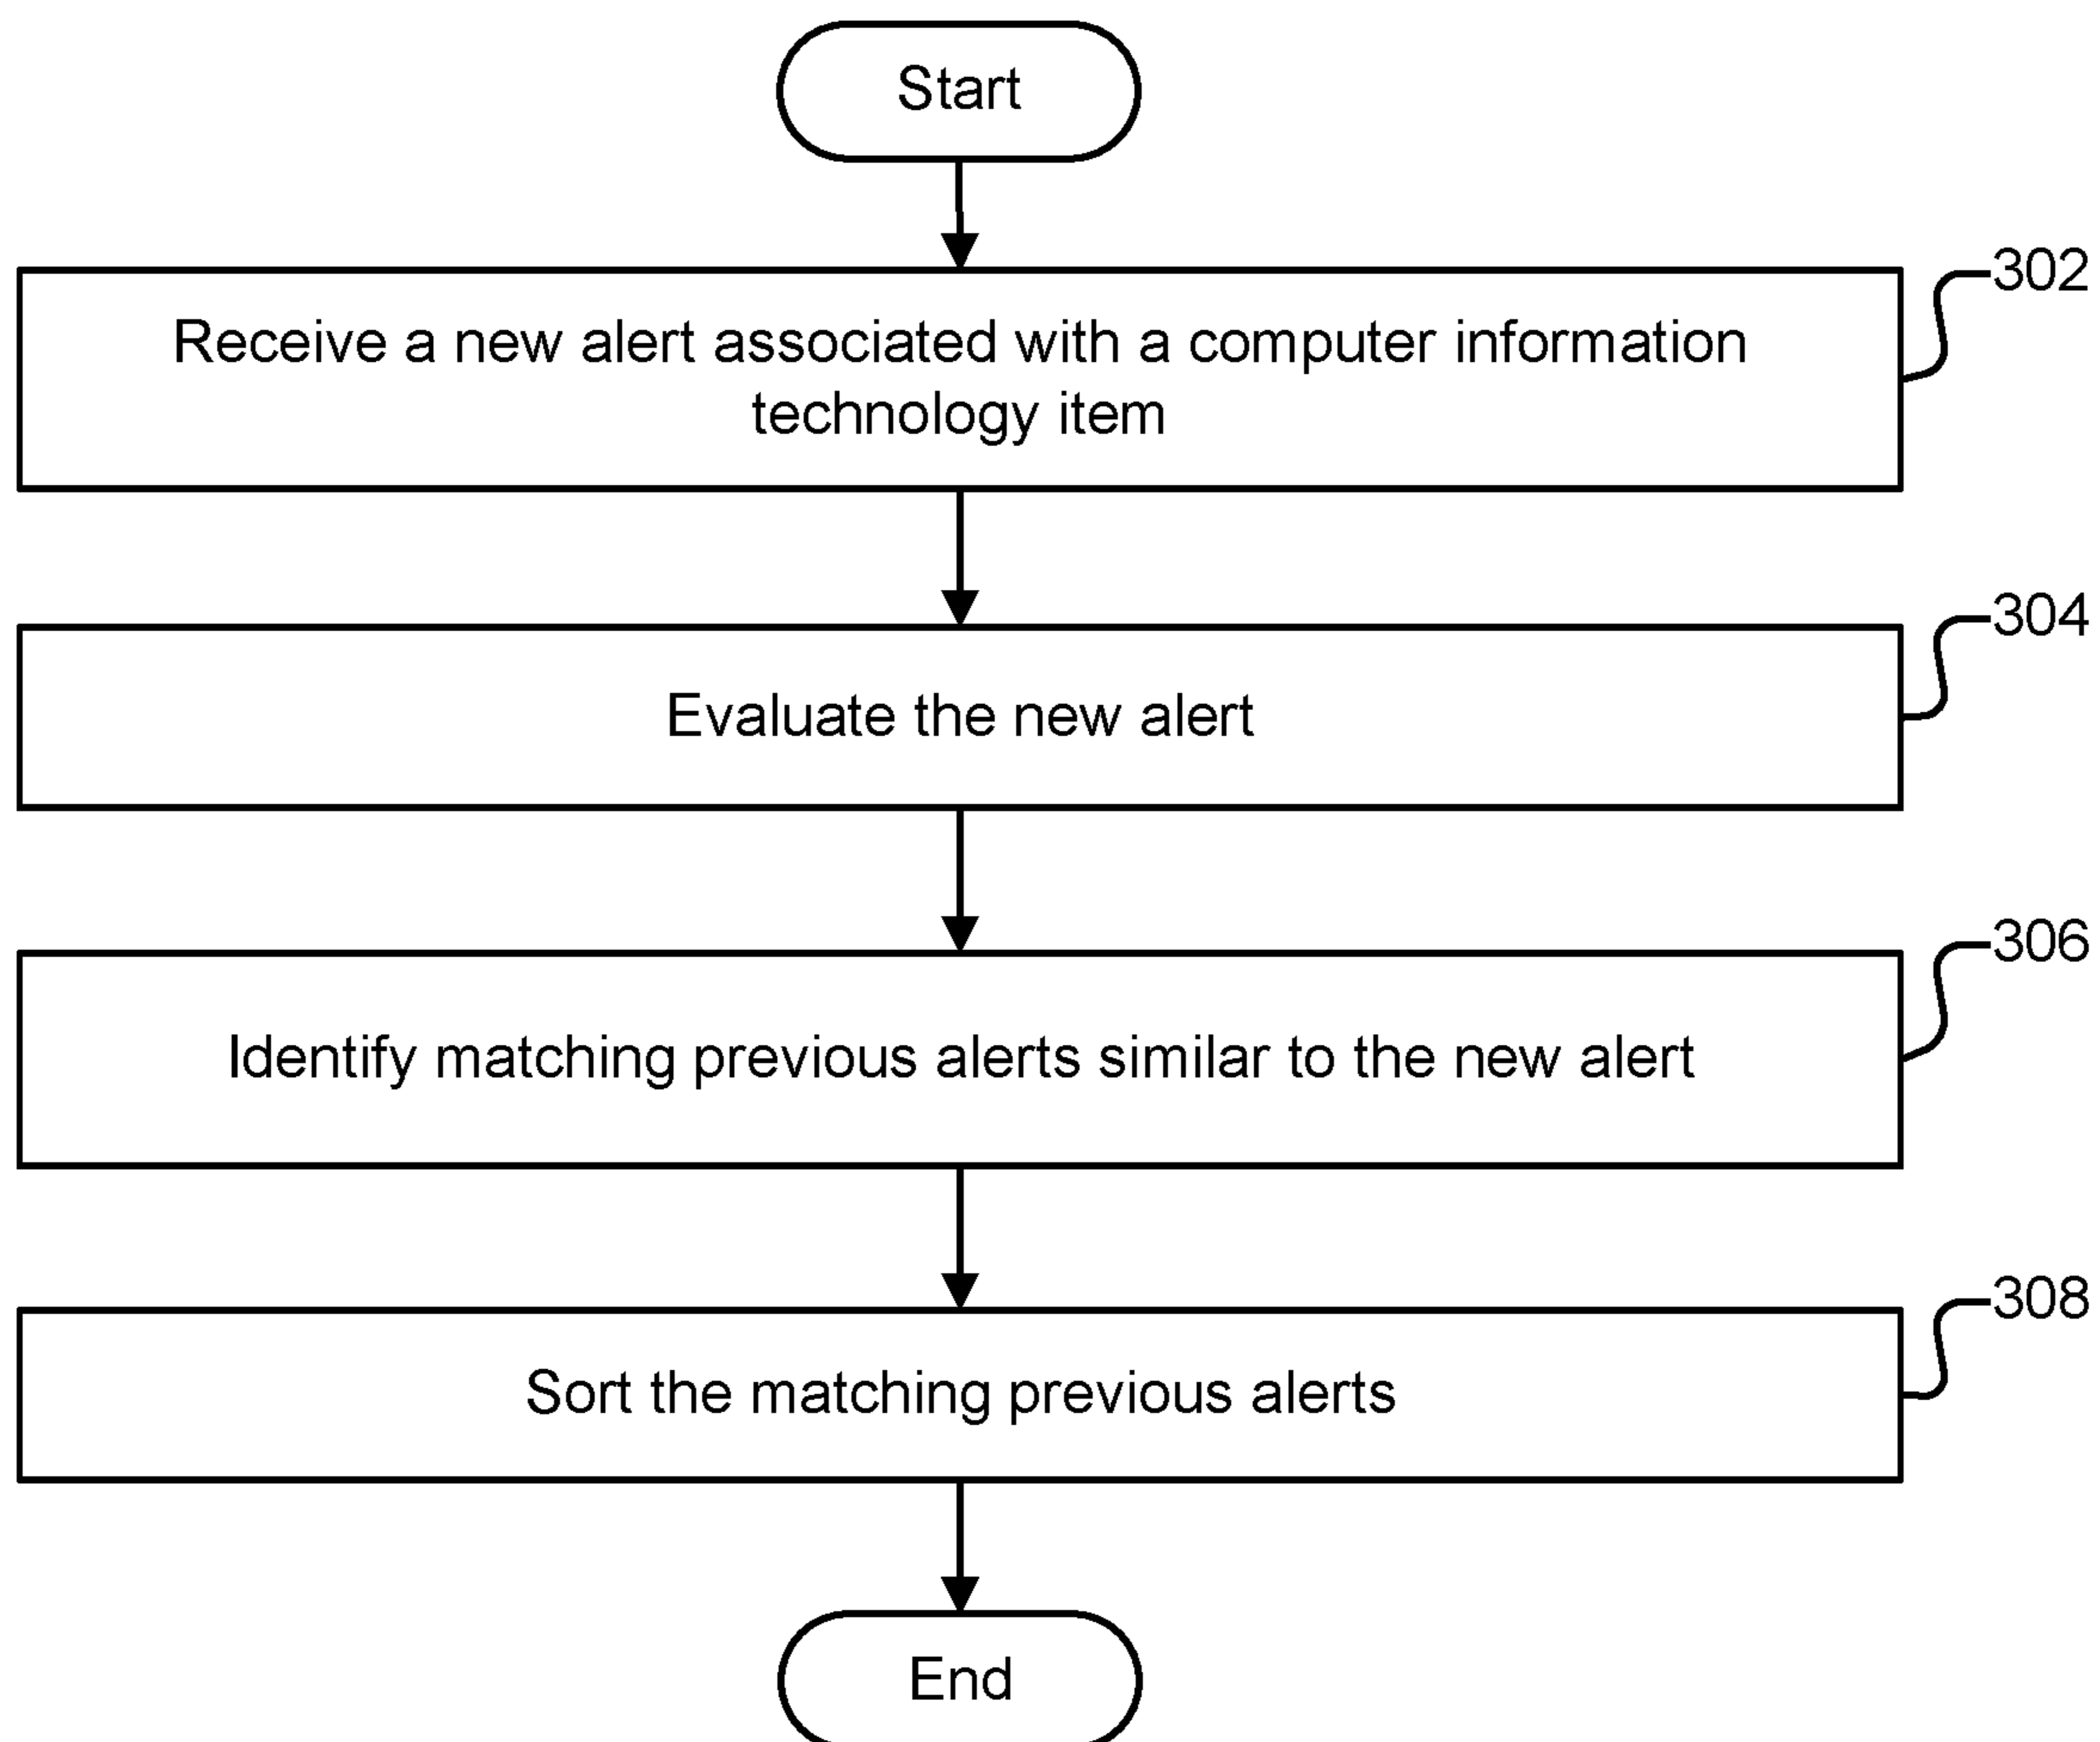 Start
302
Receive a new alert associated with a computer information
technology item
304
Evaluate the new alert
306
Identify matching previous alerts similar to the new alert
308
Sort the matching previous alerts
End